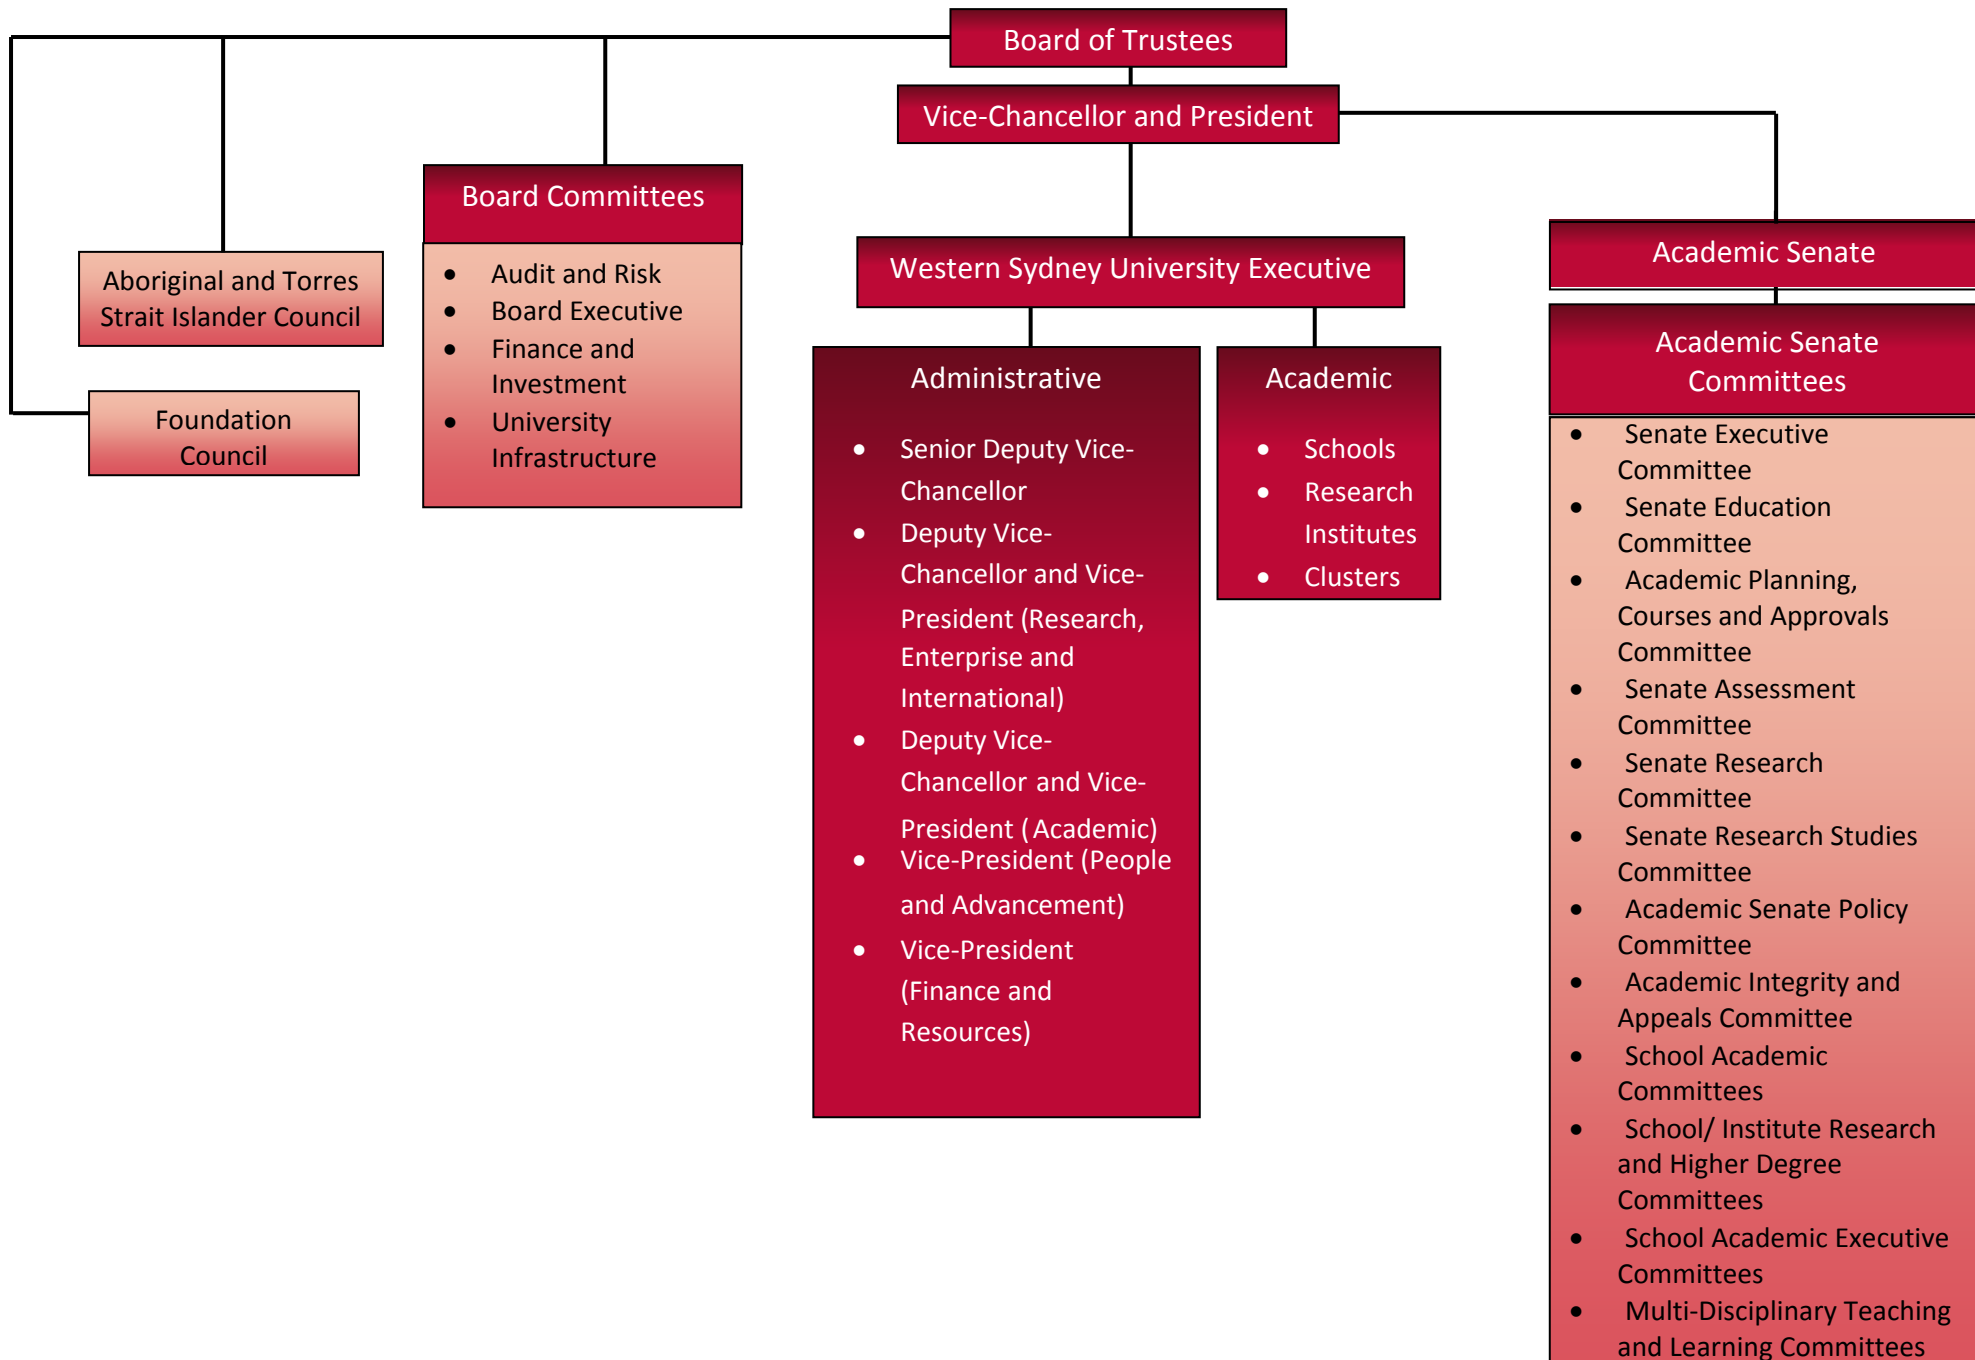 Board of Trustees
Vice-Chancellor and President
Board Committees
• Audit and Risk
• Board Executive
• Finance and
Investment
• University
Infrastructure
Aboriginal and Torres
Strait Islander Council
Foundation
Council
Western Sydney University Executive
Administrative
• Senior Deputy Vice-
Chancellor
• Deputy Vice-
Chancellor and Vice-
President (Research,
Enterprise and
International)
• Deputy Vice-
Chancellor and Vice-
President (Academic)
• Vice-President (People
and Advancement)
• Vice-President
(Finance and
Resources)
Academic
• Schools
• Research
Institutes
• Clusters
Academic Senate
Academic Senate
Committees
• Senate Executive
Committee
• Senate Education
Committee
• Academic Planning,
Courses and Approvals
Committee
• Senate Assessment
Committee
• Senate Research
Committee
• Senate Research Studies
Committee
• Academic Senate Policy
Committee
• Academic Integrity and
Appeals Committee
• School Academic
Committees
• School/ Institute Research
and Higher Degree
Committees
• School Academic Executive
Committees
• Multi-Disciplinary Teaching
and Learning Committees